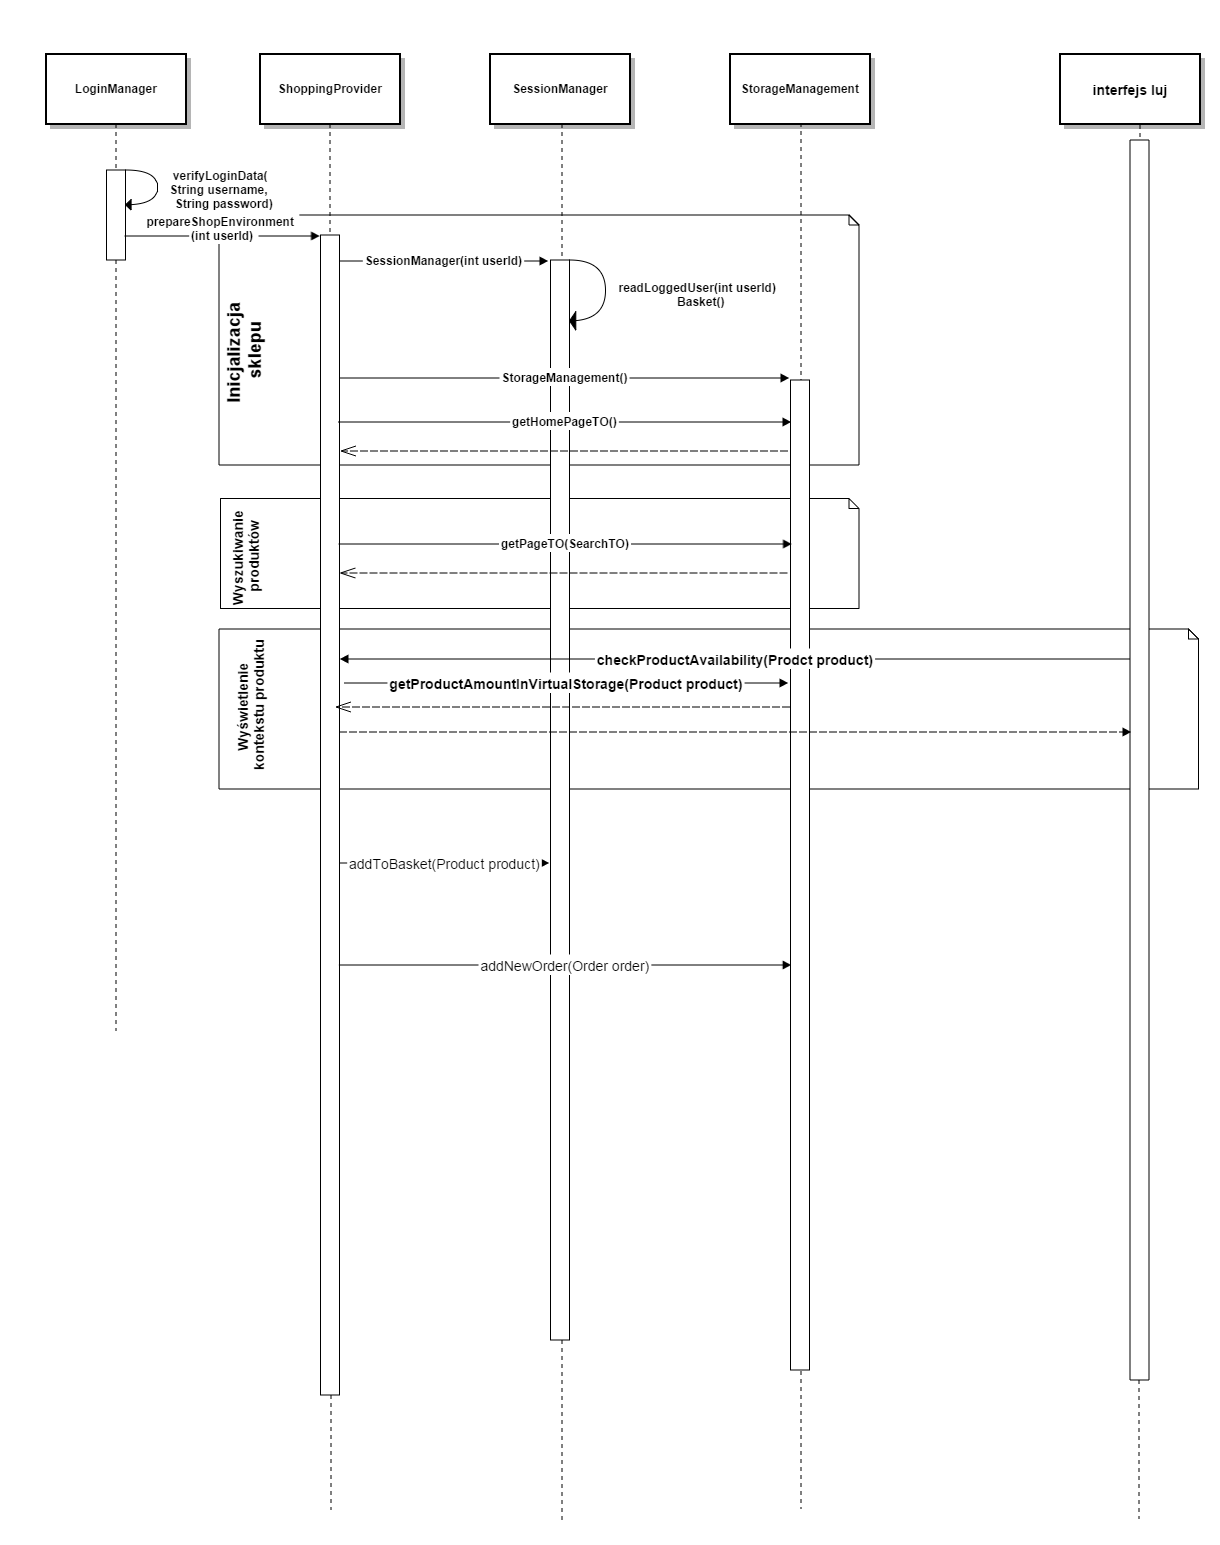 LoginManager
ShoppingProvider
SessionManager
StorageManagement
interfejs luj
verifyLoginData(
String username,
String password)
prepareShopEnvironment
(int userId)
SessionManager(int userId)
readLoggedUser(int userId)
Basket()
Inicjalizacja
sklepu
StorageManagement()
getHomePageTO()
Wyszukiwanie
produktów
getPageTO(SearchTO)
Wyświetlenie
kontekstu produktu
checkProductAvailability(Prodct product)
getProductAmountInVirtualStorage(Product product)
addToBasket(Product product)
addNewOrder(Order order)